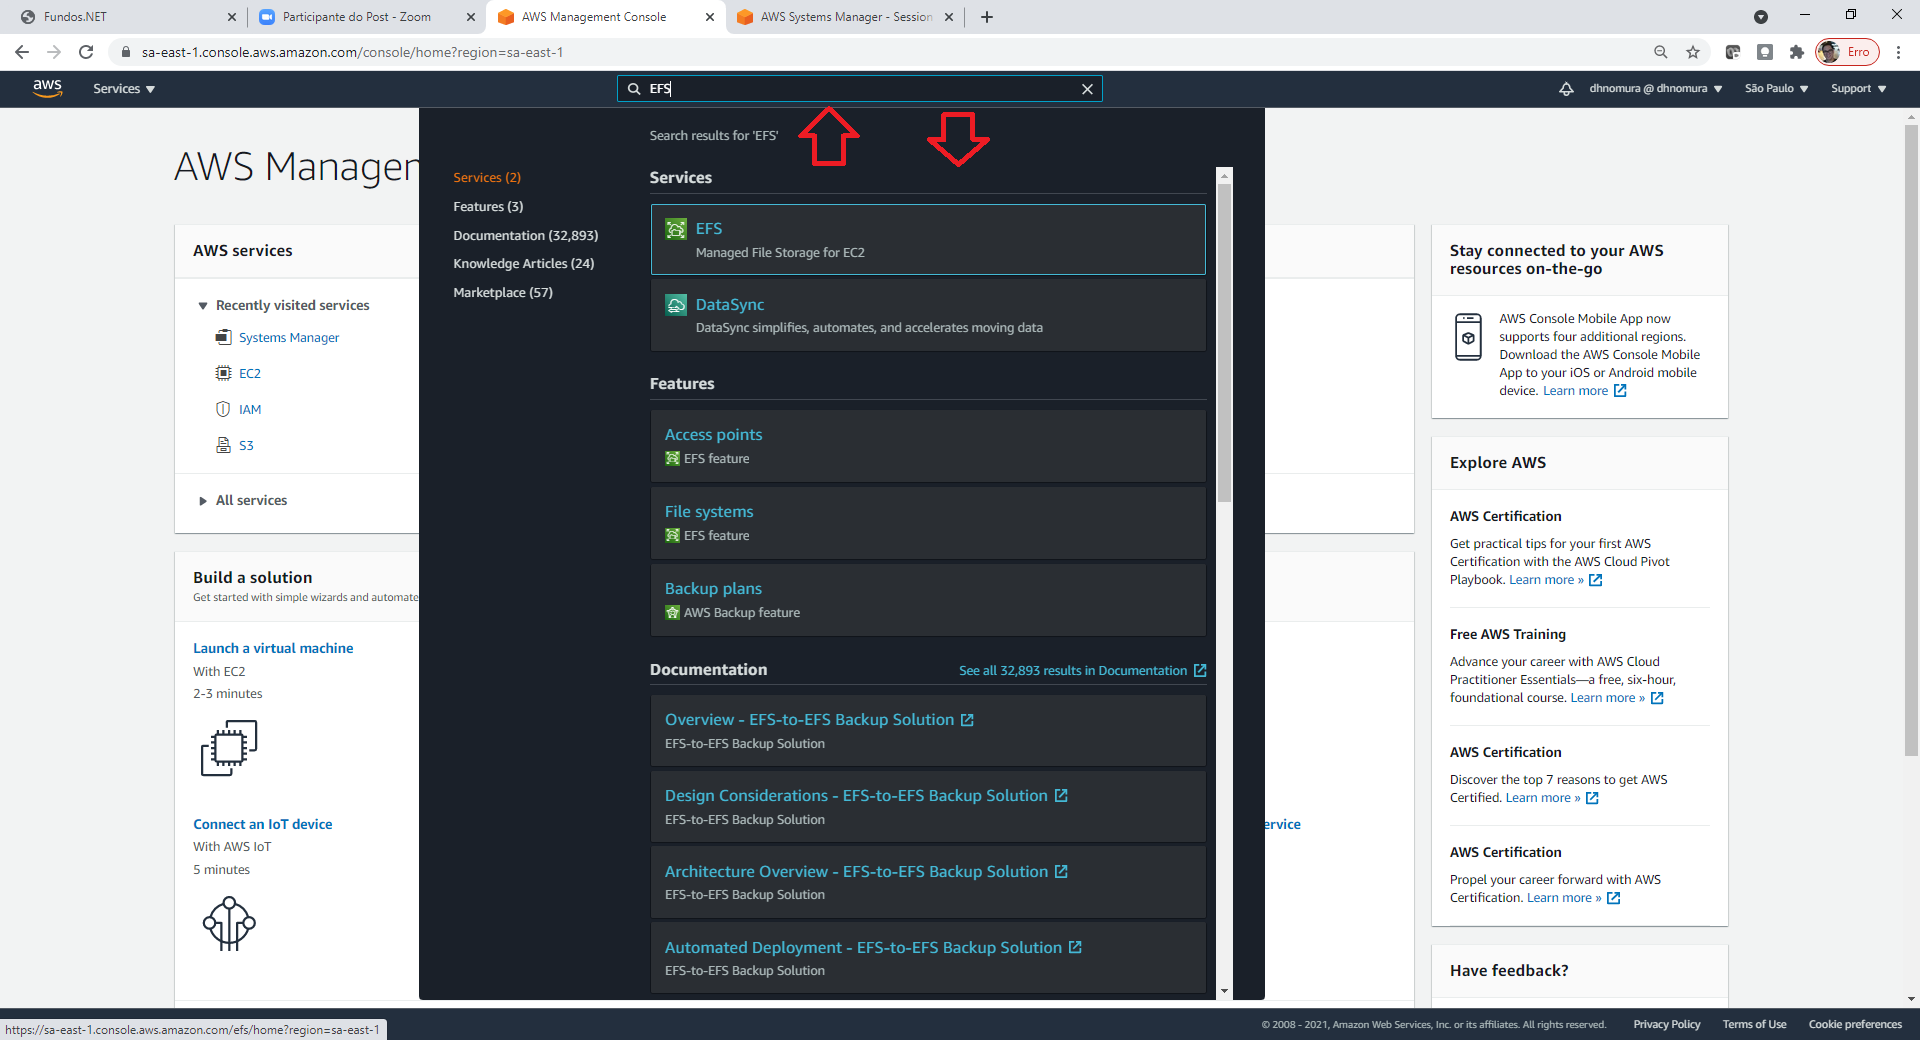 Fundos.NET
Participante do Post - Zoom
AWS Management Console
AWS Systems Manager - Session
sa-east-1.console.aws.amazon.com/console/home?region=sa-east-1
Erro
aws
Services
EFS
dhnomura @ dhnomura
São Paulo
Support
Search results for 'EFS'
AWS Managem
Services (2)
Features (3)
Documentation (32,893)
Knowledge Articles (24)
Marketplace (57)
Services
EFS
Managed File Storage for EC2
DataSync
DataSync simplifies, automates, and accelerates moving data
Features
Access points
EFS feature
File systems
EFS feature
Backup plans
AWS Backup feature
Documentation
See all 32,893 results in Documentation
Overview - EFS-to-EFS Backup Solution
EFS-to-EFS Backup Solution
Design Considerations - EFS-to-EFS Backup Solution
EFS-to-EFS Backup Solution
Architecture Overview - EFS-to-EFS Backup Solution
EFS-to-EFS Backup Solution
Automated Deployment - EFS-to-EFS Backup Solution
EFS-to-EFS Backup Solution
AWS services
Recently visited services
Systems Manager
EC2
IAM
S3
All services
Build a solution
Get started with simple wizards and automate
Launch a virtual machine
With EC2
2-3 minutes
Connect an IoT device
With AWS IoT
5 minutes
ervice
Stay connected to your AWS
resources on-the-go
AWS Console Mobile App now
supports four additional regions.
Download the AWS Console Mobile
App to your iOS or Android mobile
device. Learn more
Explore AWS
AWS Certification
Get practical tips for your first AWS
Certification with the AWS Cloud Pivot
Playbook. Learn more »
Free AWS Training
Advance your career with AWS Cloud
Practitioner Essentials—a free, six-hour,
foundational course. Learn more »
AWS Certification
Discover the top 7 reasons to get AWS
Certified. Learn more »
AWS Certification
Propel your career forward with AWS
Certification. Learn more »
Have feedback?
https://sa-east-1.console.aws.amazon.com/efs/home?region=sa-east-1
© 2008 - 2021, Amazon Web Services, Inc. or its affiliates. All rights reserved.
Privacy Policy
Terms of Use
Cookie preferences